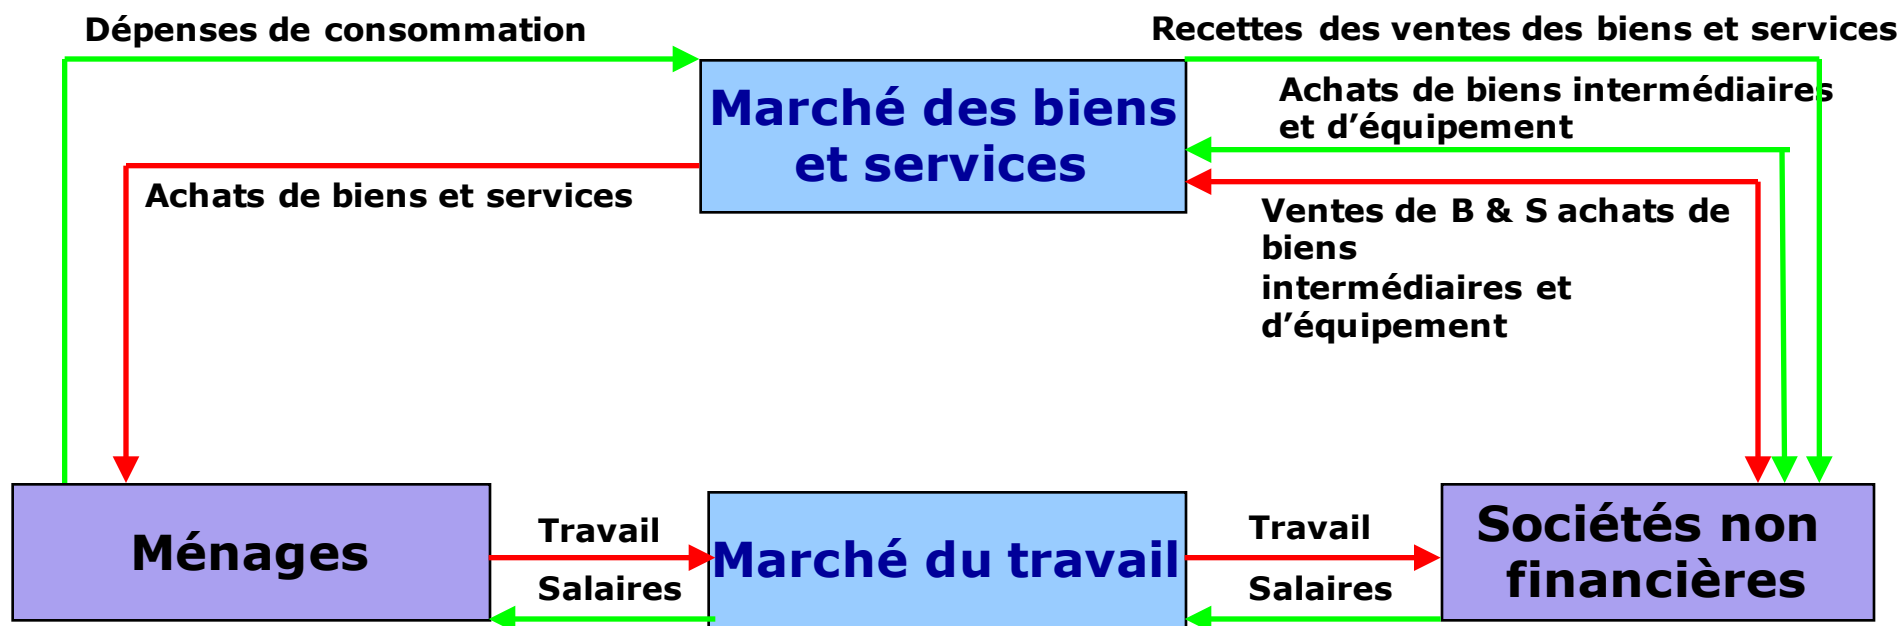 Dépenses de consommation
Recettes des ventes des biens et services
Marché des biens
et services
Achats de biens intermédiaires
et d’équipement
Achats de biens et services
Ventes de B & S achats de
biens
intermédiaires et
d’équipement
Ménages
Travail
Salaires
Marché du travail
Travail
Salaires
Sociétés non
financières